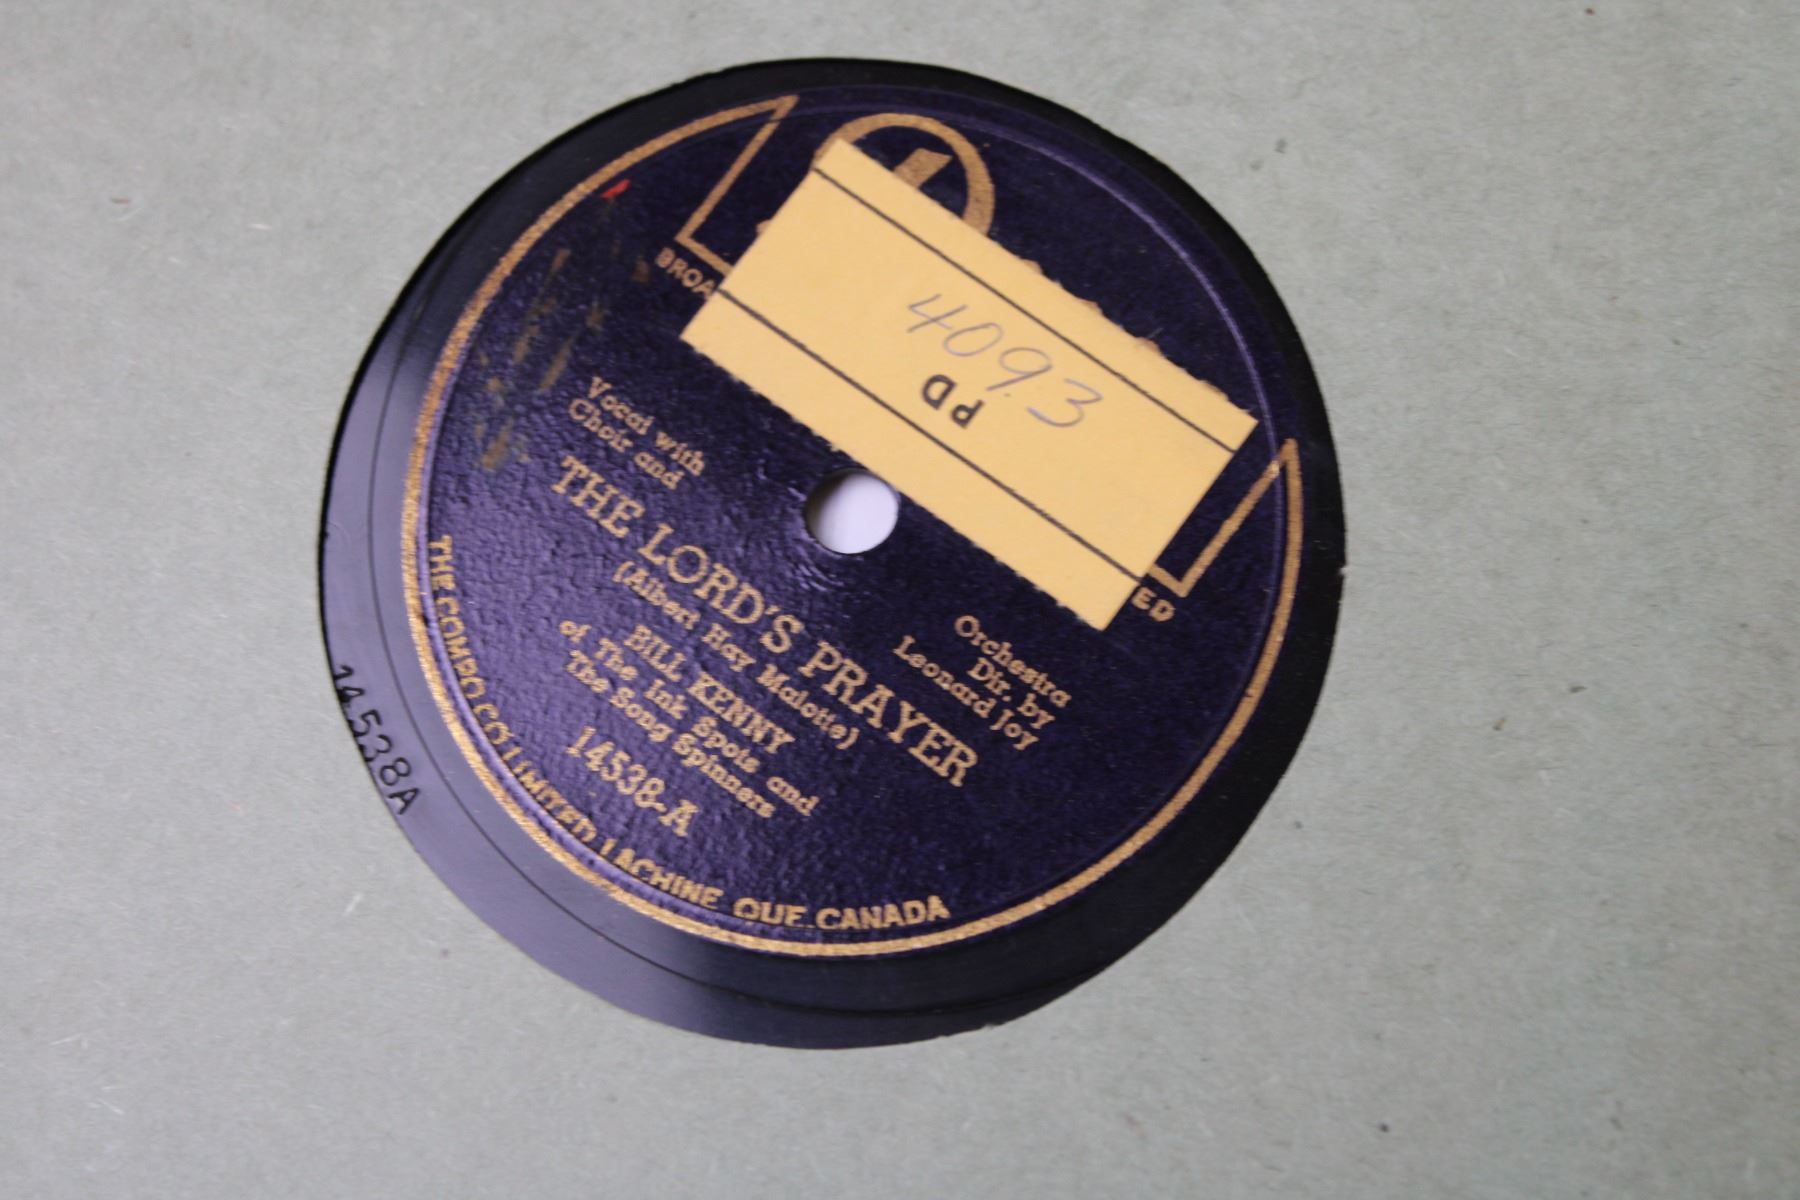 4093
PD
BROA
ED
Vocal with
Choir and
Orchestra
Dir. by
Leonard Joy
THE LORD'S PRAYER
(Albert Hay Malotte)
BILL KENNY
of The Ink Spots and
The Song Spinners
14538-A
THE COMPO CO LIMITED LACHINE QUE. CANADA
14538A